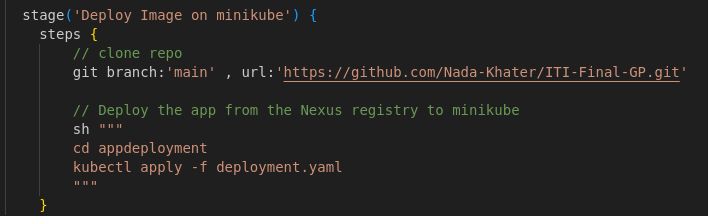 stage('Deploy Image on minikube') {
steps {
// clone repo
git branch:'main' , url:'https://github.com/Nada-Khater/ITI-Final-GP.git'
// Deploy the app from the Nexus registry to minikube
sh """
cd appdeployment
kubectl apply -f deployment.yaml
"""
}